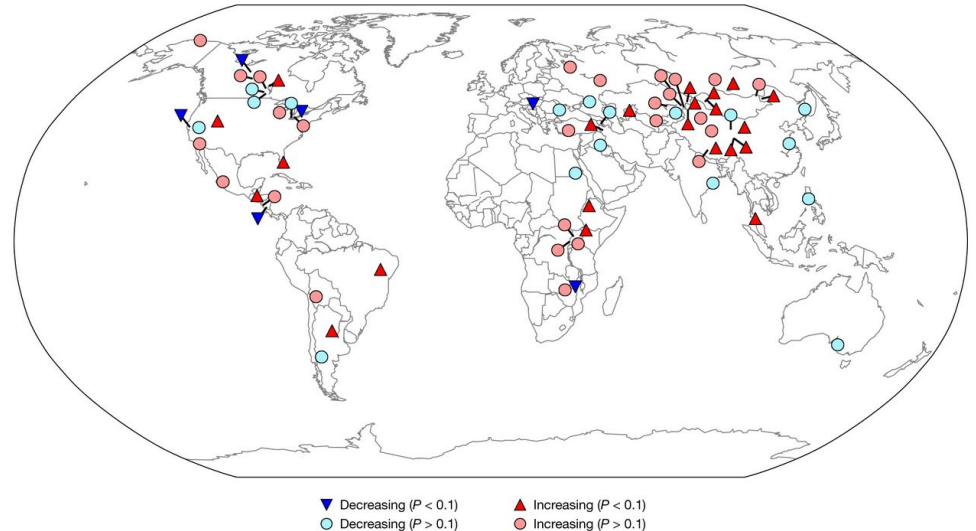 Decreasing (P < 0.1) Increasing (P < 0.1)
Decreasing (P > 0.1) Increasing (P > 0.1)